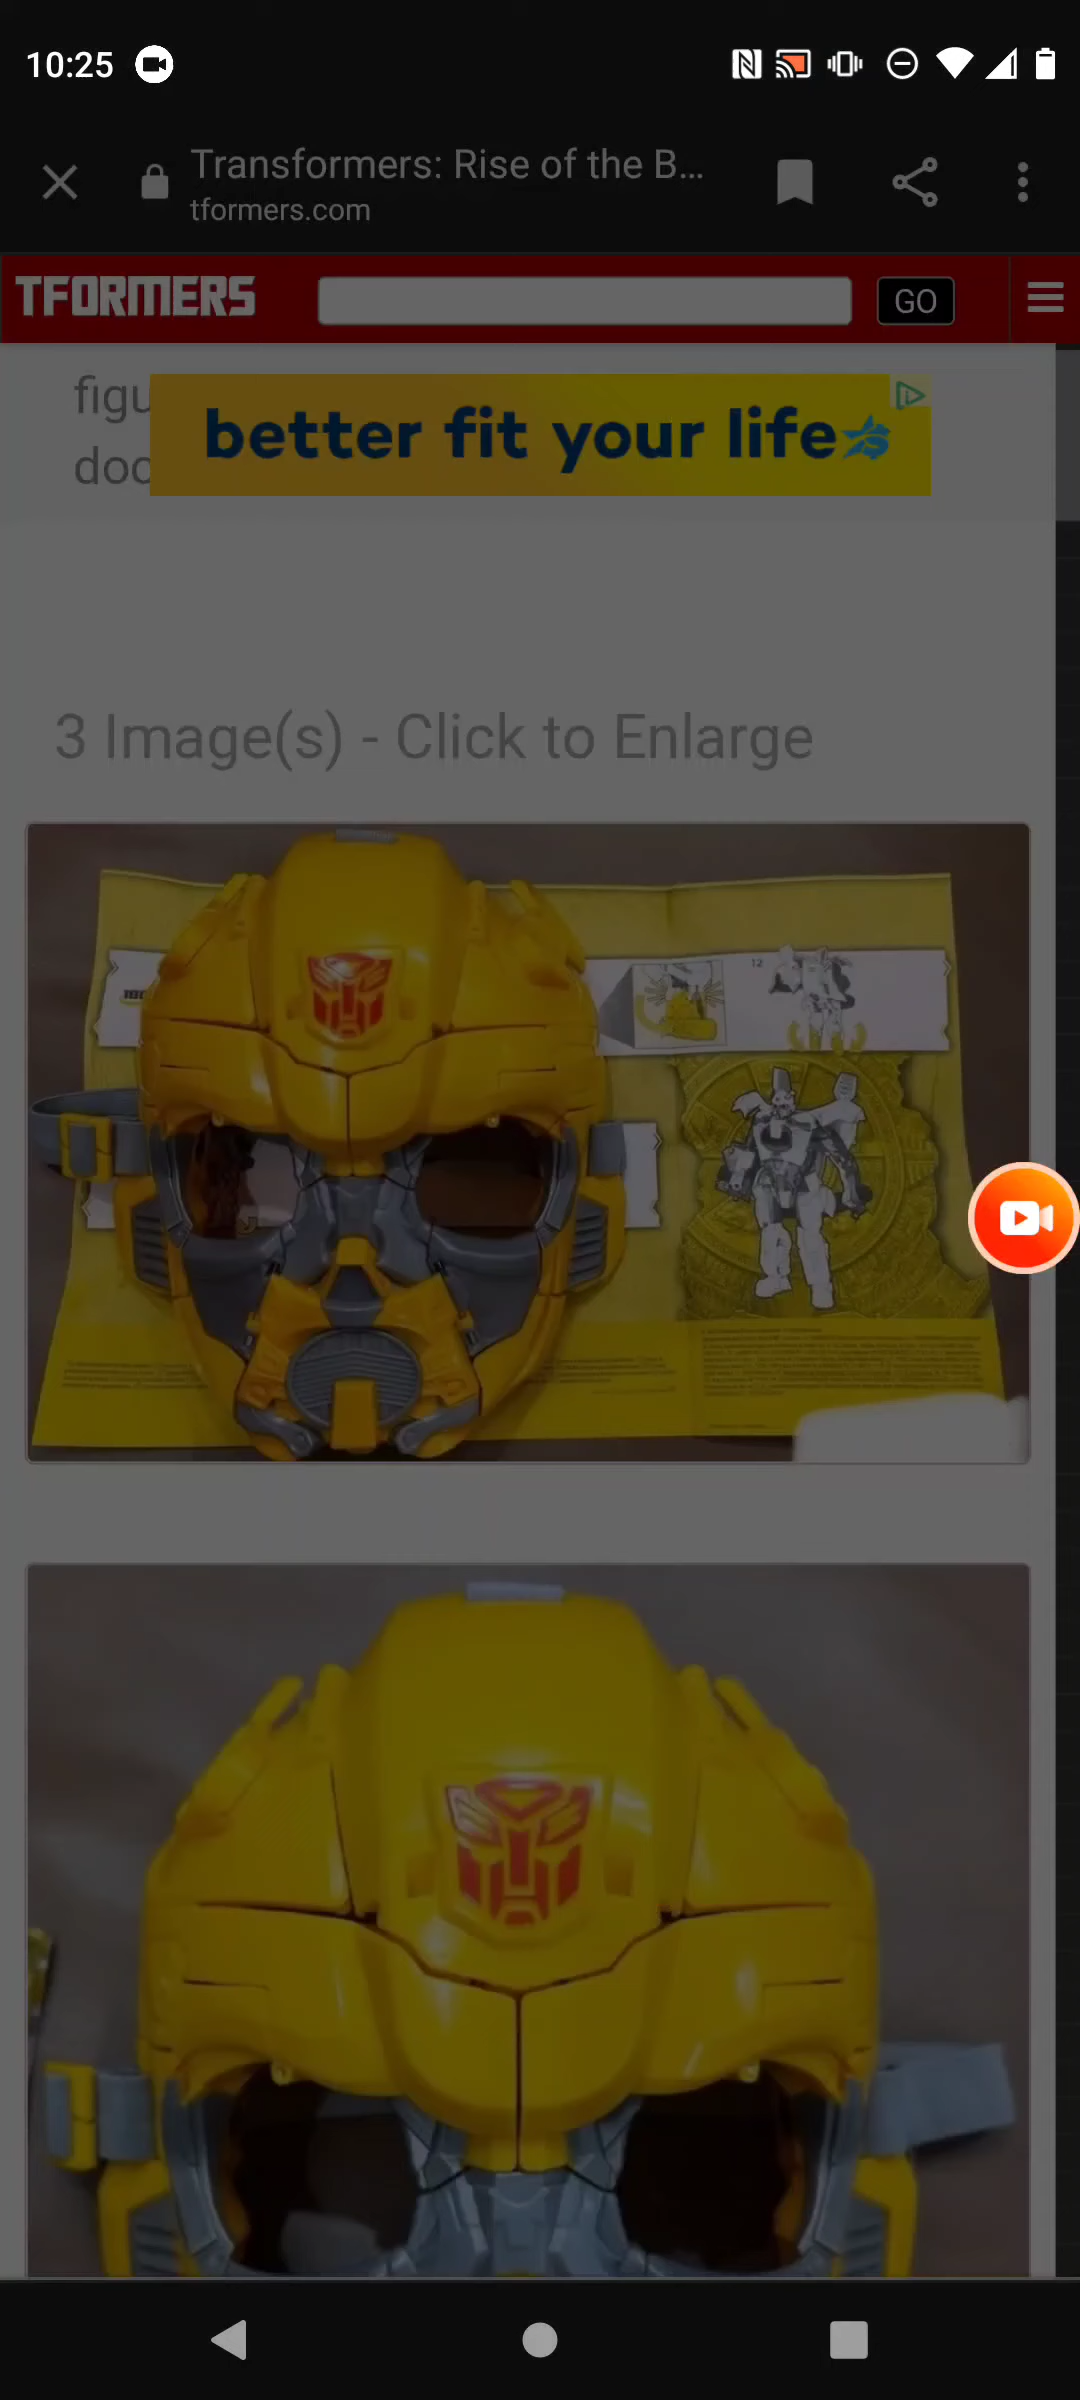 10:25
Transformers: Rise of the B...
tformers.com
TFORMERS
GO
figu
better fit your life
doc
3 Image(s) - Click to Enlarge
12